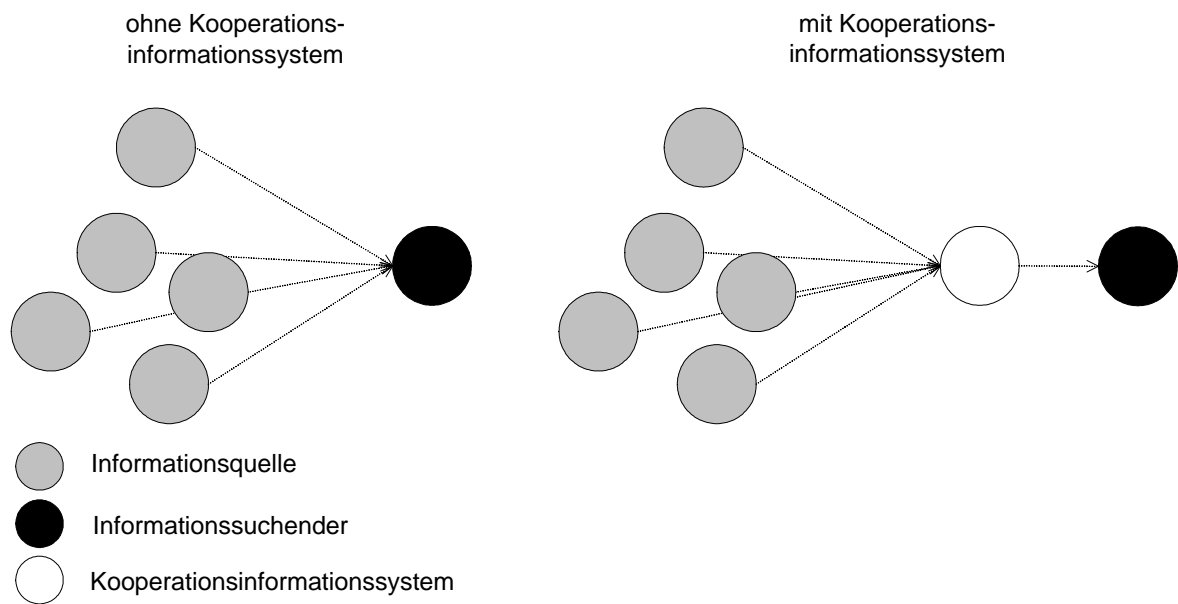 ohne Kooperations-
informationssystem
mit Kooperations-
informationssystem
Informationsquelle
Informationssuchender
Kooperationsinformationssystem